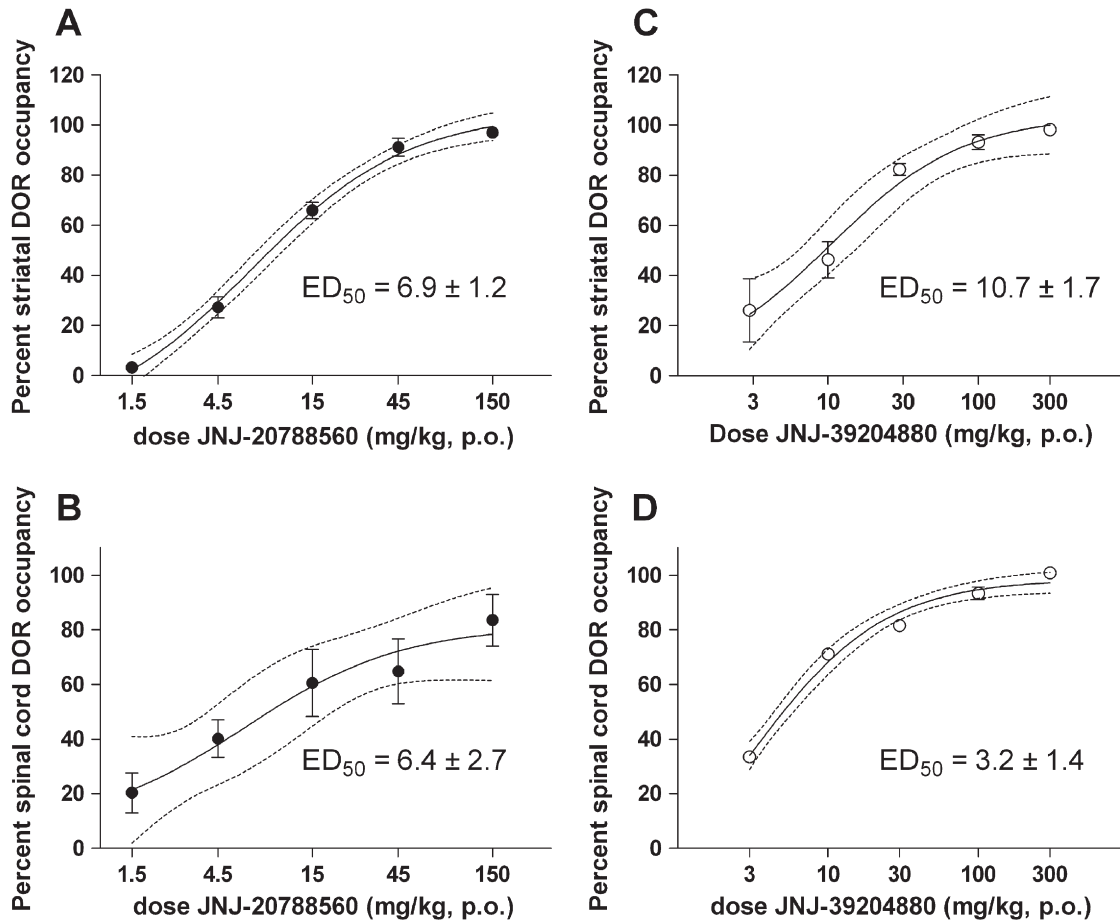 A
Percent striatal DOR occupancy
120
100
80
60
40
20
0
ED50 = 6.9 ± 1.2
1.5 4.5 15 45 150
dose JNJ-20788560 (mg/kg, p.o.)
C
Percent striatal DOR occupancy
120
100
80
60
40
20
0
ED50 = 10.7 ± 1.7
3 10 30 100 300
Dose JNJ-39204880 (mg/kg, p.o.)
B
Percent spinal cord DOR occupancy
100
80
60
40
20
0
ED50 = 6.4 ± 2.7
1.5 4.5 15 45 150
dose JNJ-20788560 (mg/kg, p.o.)
D
Percent spinal cord DOR occupancy
100
80
60
40
20
0
ED50 = 3.2 ± 1.4
3 10 30 100 300
dose JNJ-39204880 (mg/kg, p.o.)